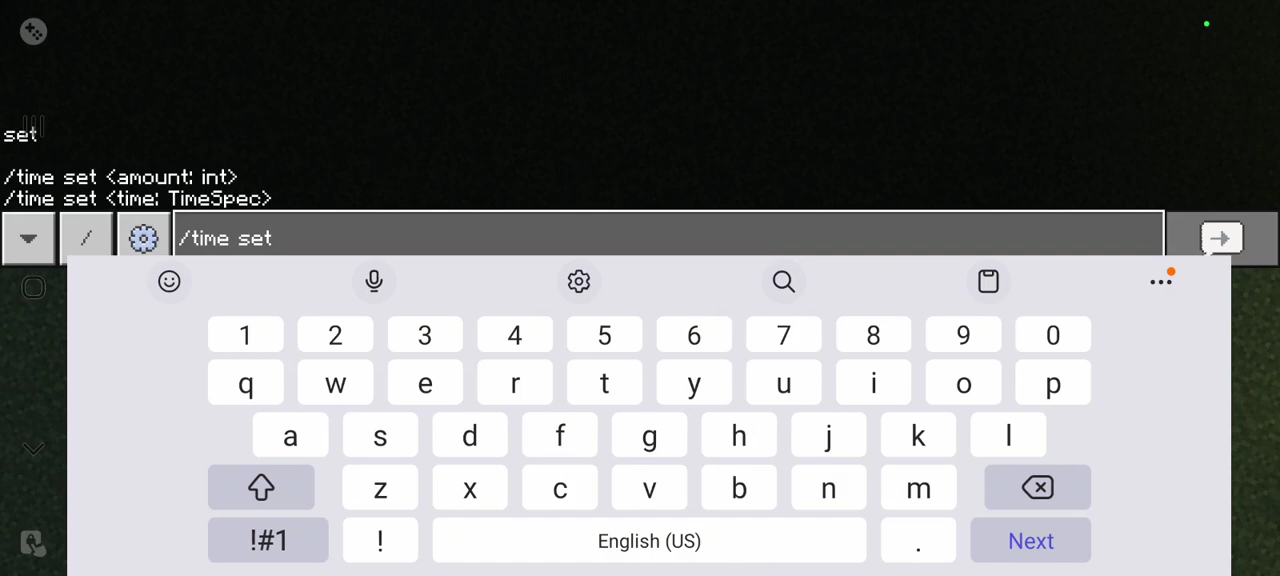 set
/time set <amount: int>
/time set <time: TimeSpec>
/
/time set
1 2 3 4 5 6 7 8 9 0
q w e r t y u i o p
a s d f g h j k l
z x c v b n m
!#1 ! English (US) . Next